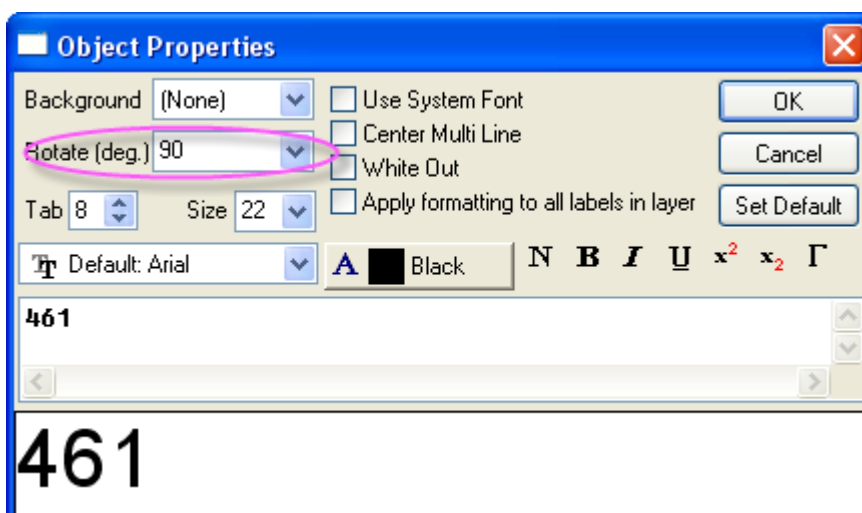 Object Properties
Background (None)
Use System Font
OK
Rotate (deg.) 90
Center Multi Line
White Out
Cancel
Tab 8 Size 22
Apply formatting to all labels in layer
Set Default
Default: Arial
A Black
N B I U x² x₂ Γ
461
461